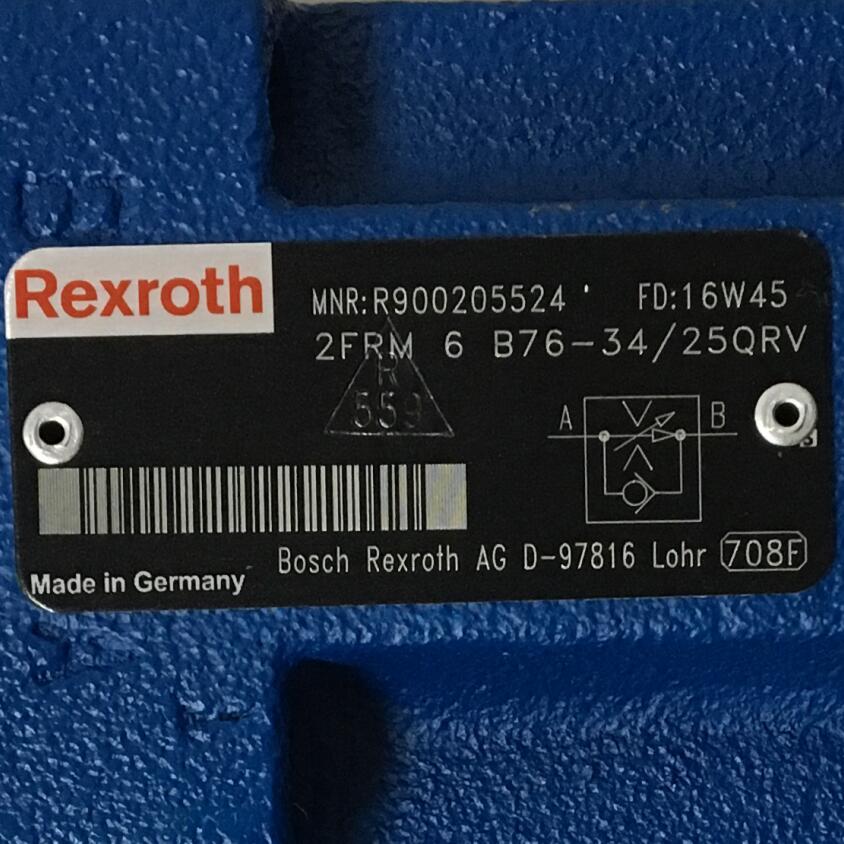 Rexroth
MNR:R900205524 FD:16W45
2FRM 6 B76-34/25QRV
R
559
A B
Bosch Rexroth AG D-97816 Lohr 708F
Made in Germany